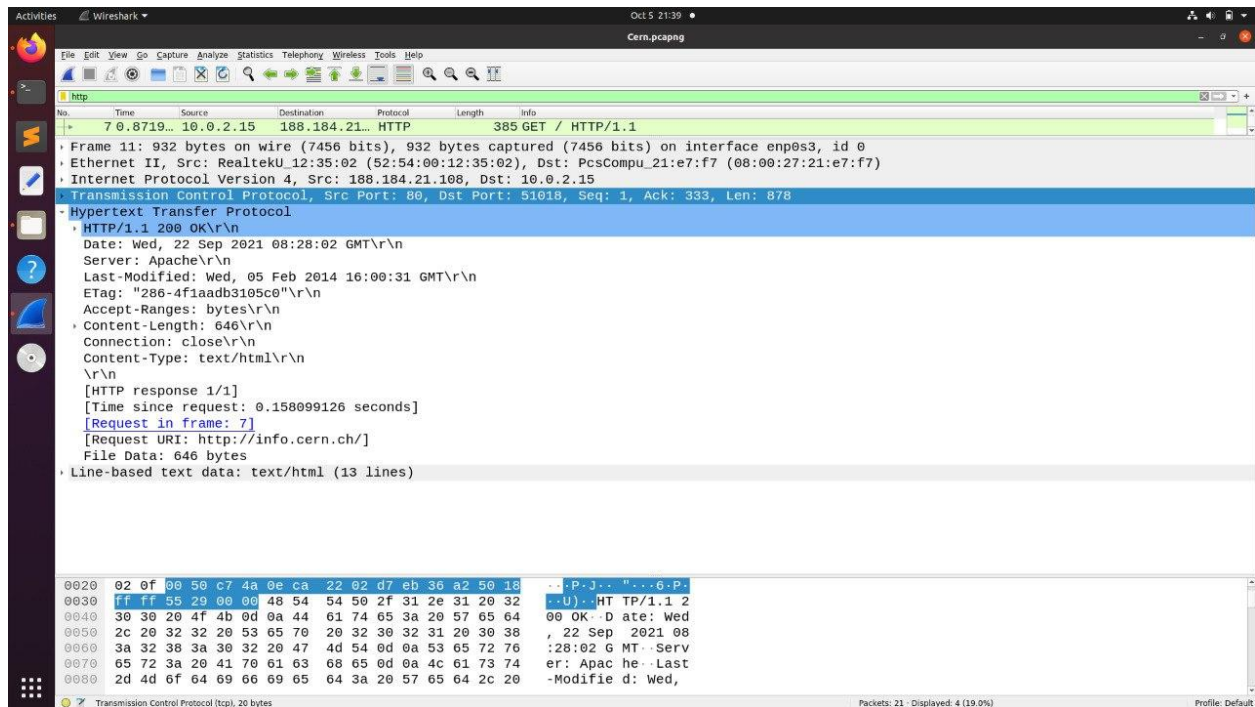 Activities Wireshark Oct 5 21:39
Cern.pcapng
File Edit View Go Capture Analyze Statistics Telephony Wireless Tools Help
http
No. Time Source Destination Protocol Length Info
7 0.8719… 10.0.2.15 188.184.21… HTTP 385 GET / HTTP/1.1
Frame 11: 932 bytes on wire (7456 bits), 932 bytes captured (7456 bits) on interface enp0s3, id 0
Ethernet II, Src: RealtekU_12:35:02 (52:54:00:12:35:02), Dst: PcsCompu_21:e7:f7 (08:00:27:21:e7:f7)
Internet Protocol Version 4, Src: 188.184.21.108, Dst: 10.0.2.15
Transmission Control Protocol, Src Port: 80, Dst Port: 51018, Seq: 1, Ack: 333, Len: 878
Hypertext Transfer Protocol
HTTP/1.1 200 OK\r\n
Date: Wed, 22 Sep 2021 08:28:02 GMT\r\n
Server: Apache\r\n
Last-Modified: Wed, 05 Feb 2014 16:00:31 GMT\r\n
ETag: "286-4f1aadb3105c0"\r\n
Accept-Ranges: bytes\r\n
Content-Length: 646\r\n
Connection: close\r\n
Content-Type: text/html\r\n
\r\n
[HTTP response 1/1]
[Time since request: 0.158099126 seconds]
[Request in frame: 7]
[Request URI: http://info.cern.ch/]
File Data: 646 bytes
Line-based text data: text/html (13 lines)
0020 02 0f 00 50 c7 4a 0e ca 22 02 d7 eb 36 a2 50 18 ···P·J·· "···6·P·
0030 ff ff 55 29 00 00 48 54 54 50 2f 31 2e 31 20 32 ··U)··HT TP/1.1 2
0040 30 30 20 4f 4b 0d 0a 44 61 74 65 3a 20 57 65 64 00 OK··D ate: Wed
0050 2c 20 32 32 20 53 65 70 20 32 30 32 31 20 30 38 , 22 Sep 2021 08
0060 3a 32 38 3a 30 32 20 47 4d 54 0d 0a 53 65 72 76 :28:02 G MT··Serv
0070 65 72 3a 20 41 70 61 63 68 65 0d 0a 4c 61 73 74 er: Apac he··Last
0080 2d 4d 6f 64 69 66 69 65 64 3a 20 57 65 64 2c 20 -Modifie d: Wed,
Transmission Control Protocol (tcp), 20 bytes Packets: 21 · Displayed: 4 (19.0%) Profile: Default